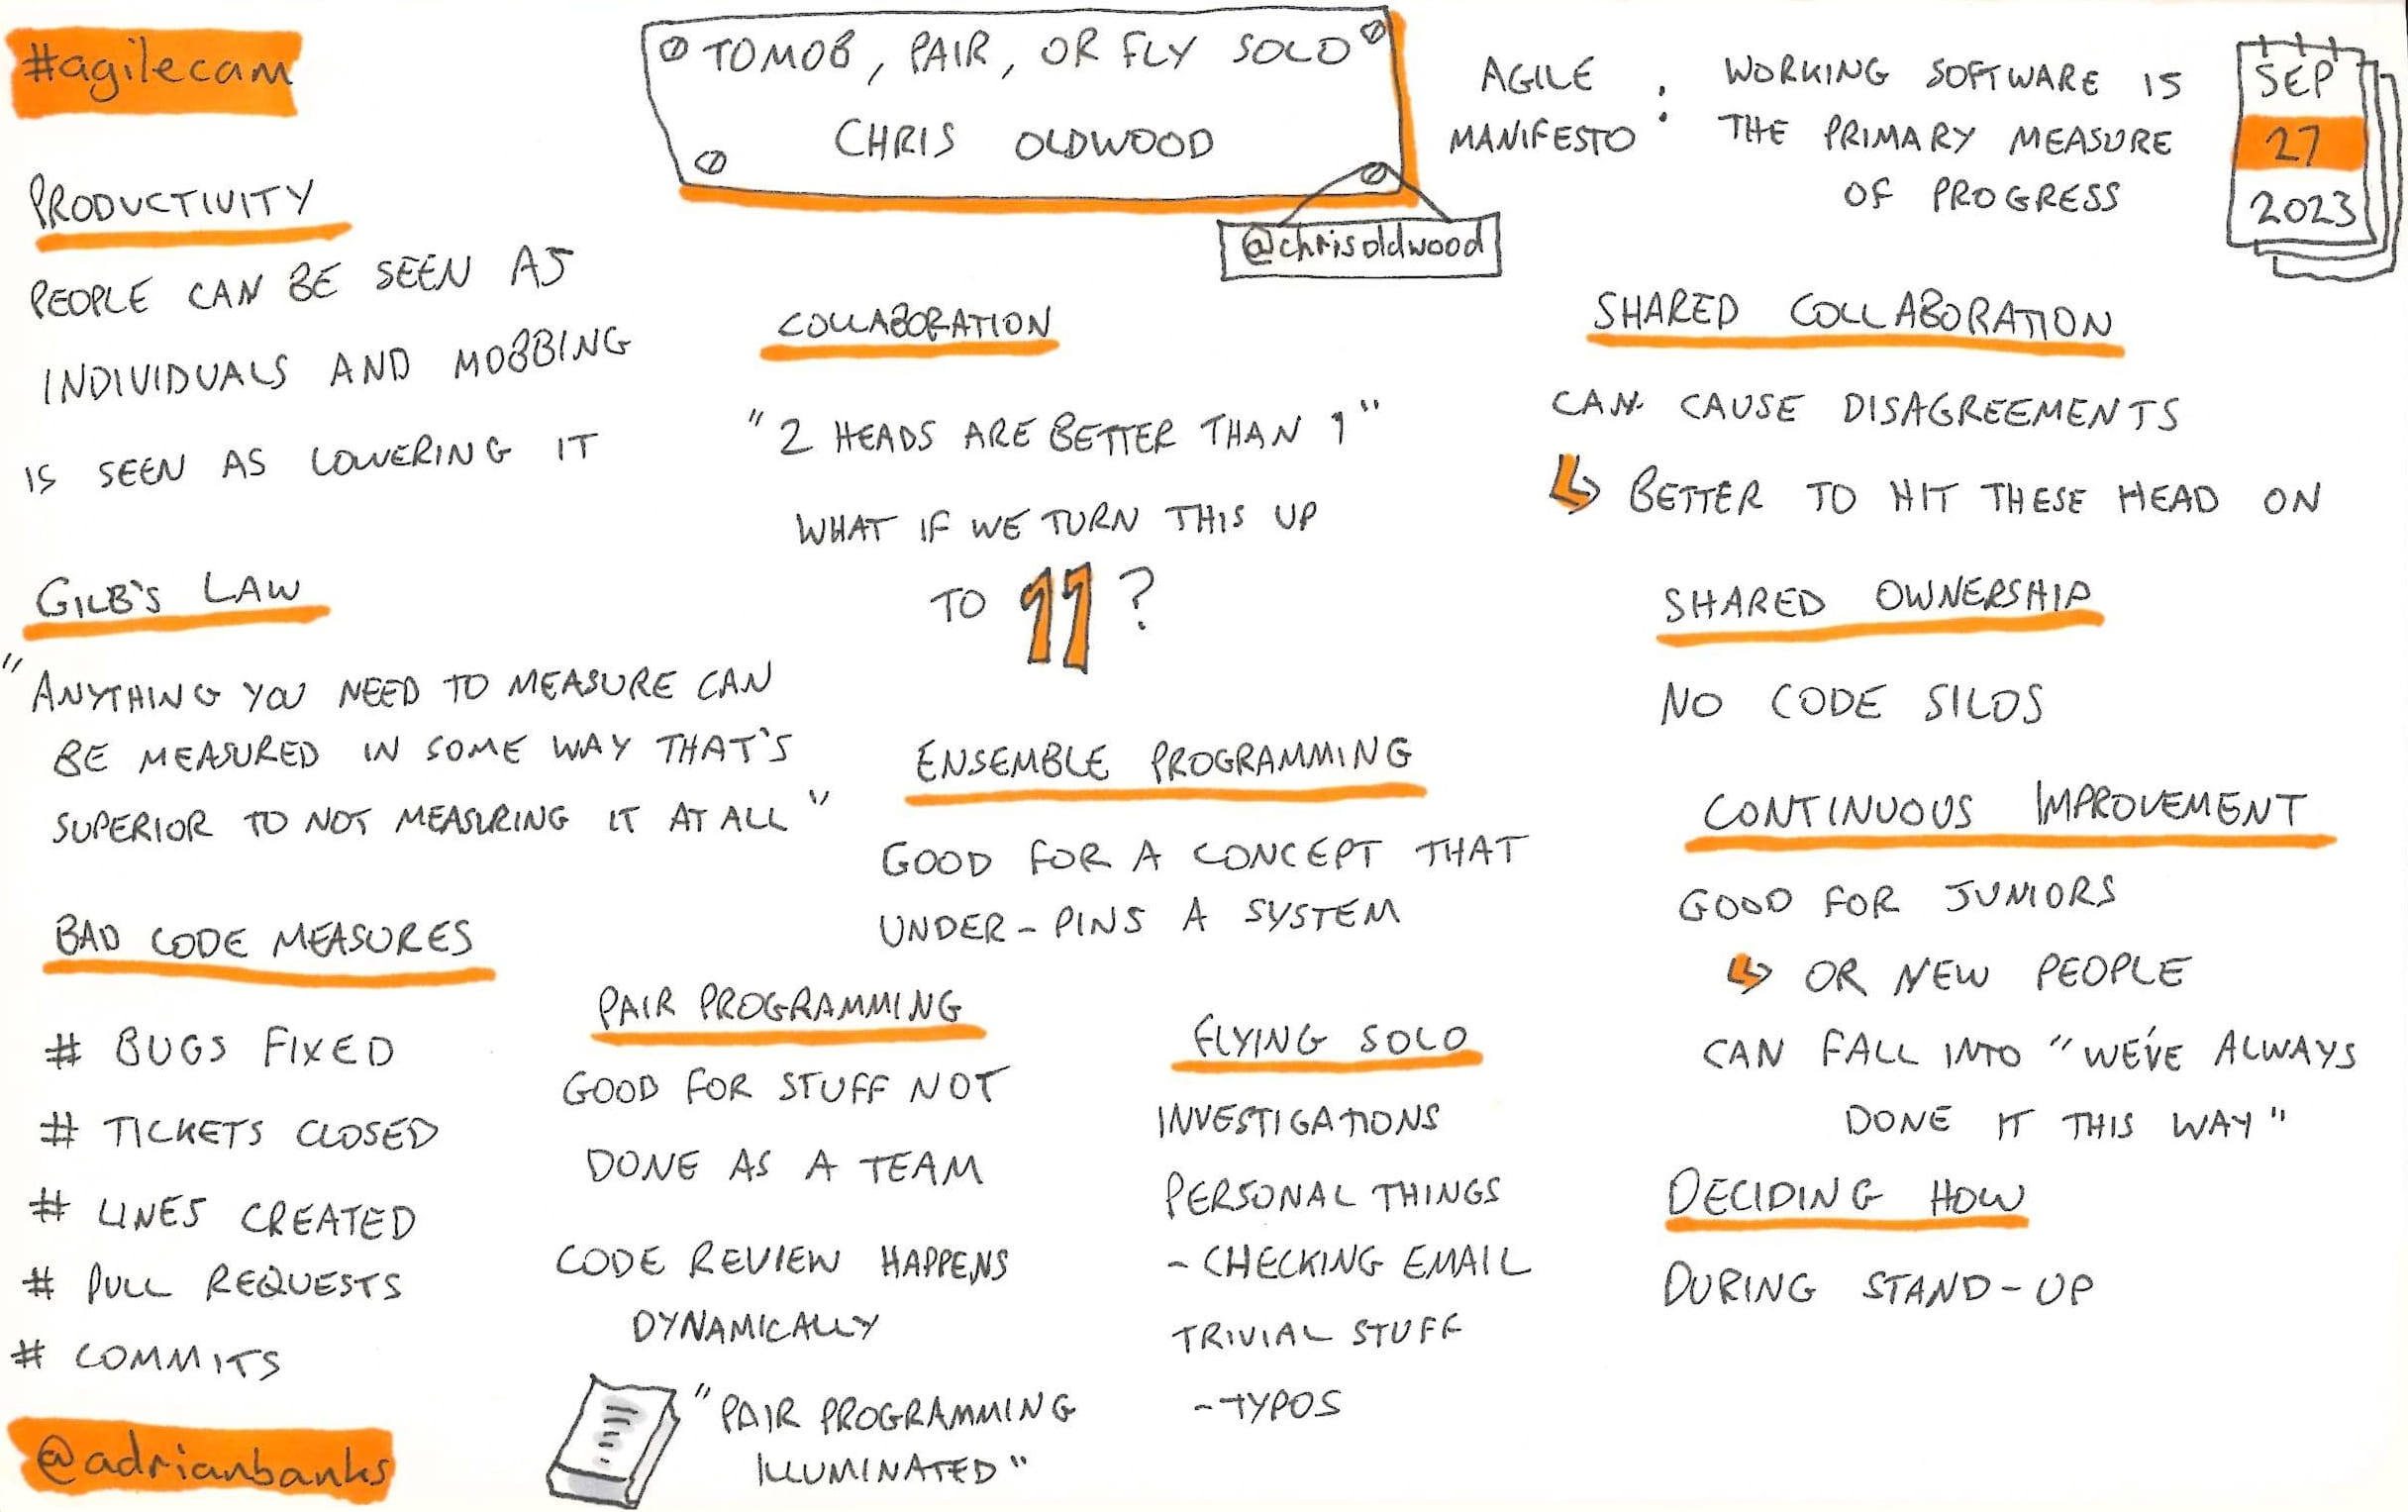 #agilecam
TO MOB, PAIR, OR FLY SOLO
CHRIS OLDWOOD
@chrisoldwood
AGILE MANIFESTO : WORKING SOFTWARE IS
THE PRIMARY MEASURE
OF PROGRESS
SEP
27
2023
PRODUCTIVITY
PEOPLE CAN BE SEEN AS
INDIVIDUALS AND MOBBING
IS SEEN AS LOWERING IT
GILB'S LAW
"ANYTHING YOU NEED TO MEASURE CAN
BE MEASURED IN SOME WAY THAT'S
SUPERIOR TO NOT MEASURING IT AT ALL"
BAD CODE MEASURES
# BUGS FIXED
# TICKETS CLOSED
# LINES CREATED
# PULL REQUESTS
# COMMITS
@adrianbanks
COLLABORATION
"2 HEADS ARE BETTER THAN 1"
WHAT IF WE TURN THIS UP
TO 11?
ENSEMBLE PROGRAMMING
GOOD FOR A CONCEPT THAT
UNDER-PINS A SYSTEM
PAIR PROGRAMMING
GOOD FOR STUFF NOT
DONE AS A TEAM
CODE REVIEW HAPPENS
DYNAMICALLY
"PAIR PROGRAMMING
ILLUMINATED"
FLYING SOLO
INVESTIGATIONS
PERSONAL THINGS
- CHECKING EMAIL
TRIVIAL STUFF
- TYPOS
SHARED COLLABORATION
CAN CAUSE DISAGREEMENTS
BETTER TO HIT THESE HEAD ON
SHARED OWNERSHIP
NO CODE SILOS
CONTINUOUS IMPROVEMENT
GOOD FOR JUNIORS
OR NEW PEOPLE
CAN FALL INTO "WE'VE ALWAYS
DONE IT THIS WAY"
DECIDING HOW
DURING STAND-UP